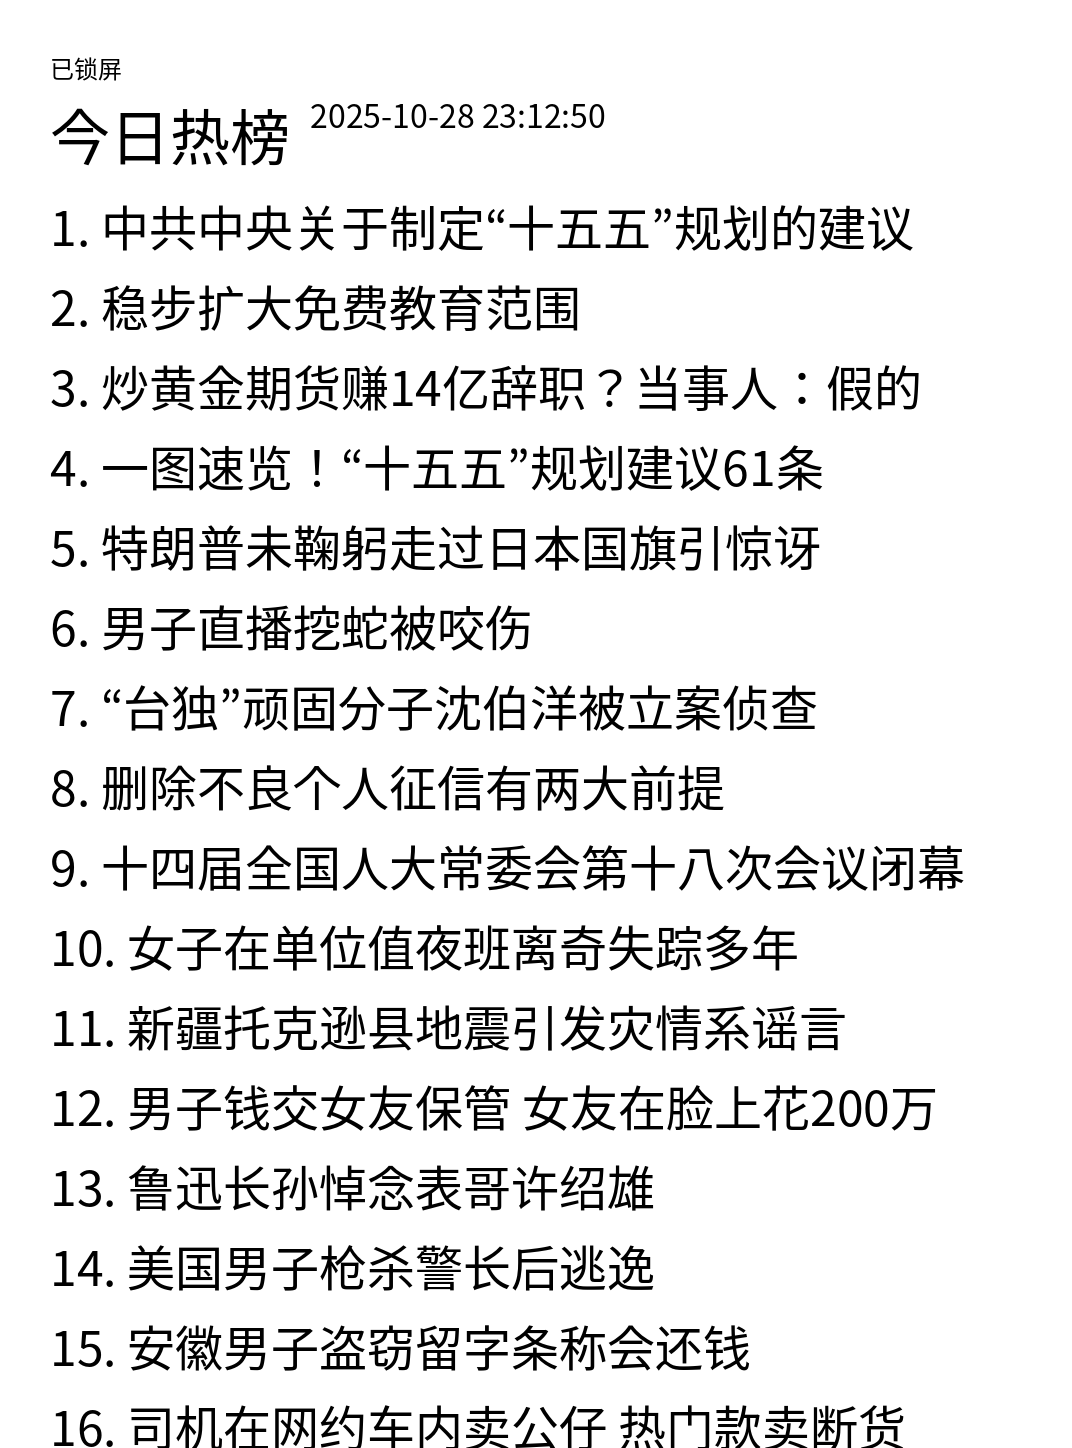 已锁屏
今日热榜 2025-10-28 23:12:50
1. 中共中央关于制定“十五五”规划的建议
2. 稳步扩大免费教育范围
3. 炒黄金期货赚14亿辞职？当事人：假的
4. 一图速览！“十五五”规划建议61条
5. 特朗普未鞠躬走过日本国旗引惊讶
6. 男子直播挖蛇被咬伤
7. “台独”顽固分子沈伯洋被立案侦查
8. 删除不良个人征信有两大前提
9. 十四届全国人大常委会第十八次会议闭幕
10. 女子在单位值夜班离奇失踪多年
11. 新疆托克逊县地震引发灾情系谣言
12. 男子钱交女友保管 女友在脸上花200万
13. 鲁迅长孙悼念表哥许绍雄
14. 美国男子枪杀警长后逃逸
15. 安徽男子盗窃留字条称会还钱
16. 司机在网约车内卖公仔 热门款卖断货